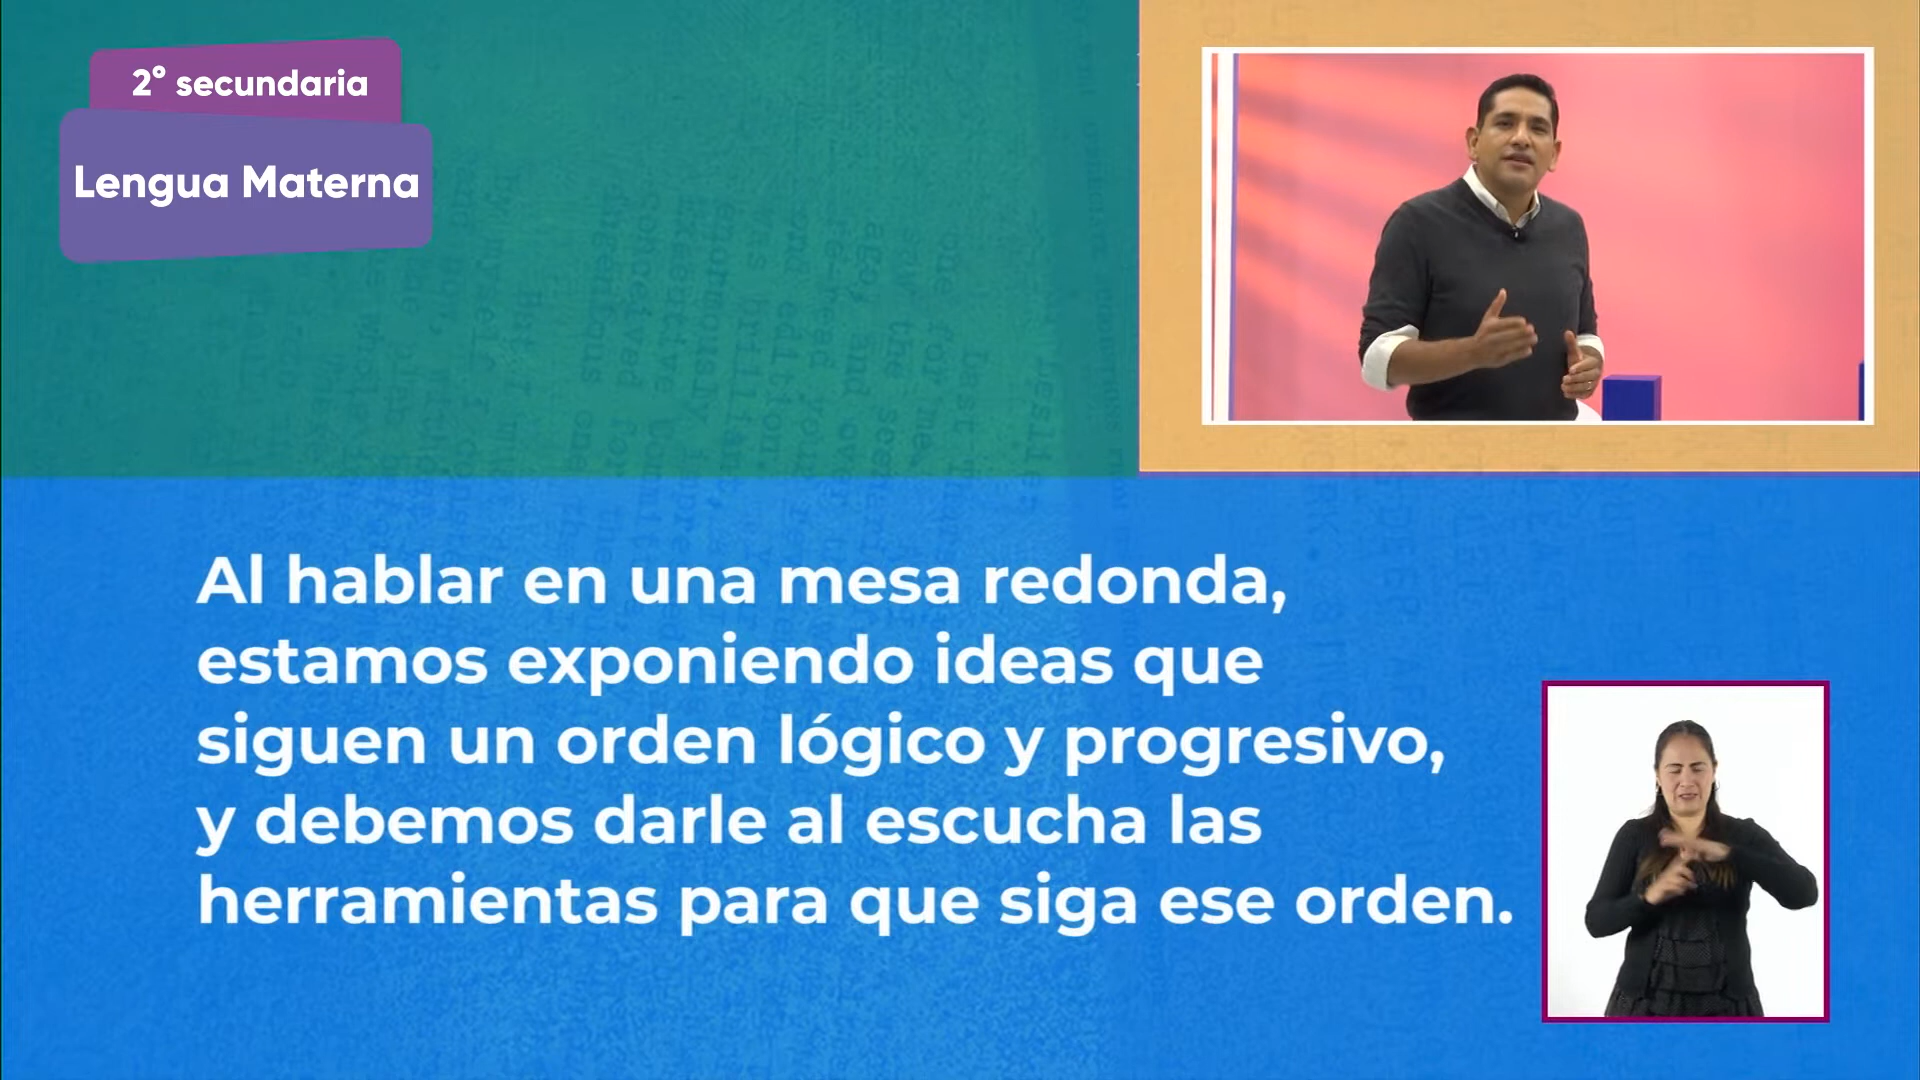 2° secundaria
Lengua Materna
Al hablar en una mesa redonda,
estamos exponiendo ideas que
siguen un orden lógico y progresivo,
y debemos darle al escucha las
herramientas para que siga ese orden.